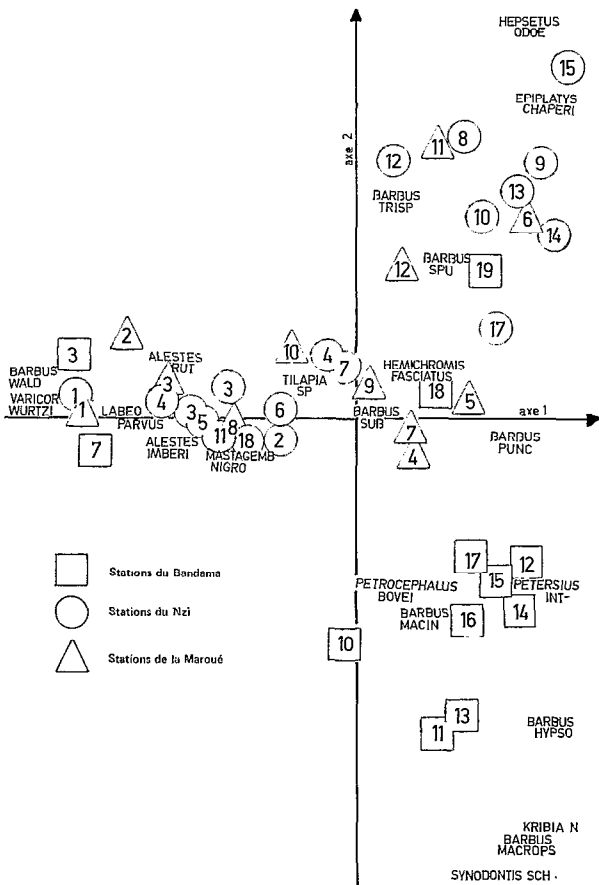 HEPSETUS
ODOE
15
EPIPLATYS
CHAPERI
axe 2
11
8
12
9
13
BARBUS
TRISP
10
6
14
12
BARBUS
SPU
19
17
2
3
10
4
7
BARBUS
WALD
ALESTES
RUT
3
3
TILAPIA
SP
9
HEMICHROMIS
FASCIATUS
18
5
1
VARICOR
WURTZI
1
LABEO
PARVUS
4
3
5
6
BARBUS
SUB
axe 1
7
ALESTES
IMBERI
11
8
18
2
7
BARBUS
PUNC
MASTAGEMB
NIGRO
4
Stations du Bandama
Stations du Nzi
Stations de la Maroué
17
12
15
PETROCEPHALUS
BOVEI
PETERSIUS
INT-
14
BARBUS
MACIN
16
10
13
11
BARBUS
HYPSO
KRIBIA N
BARBUS
MACROPS
SYNODONTIS SCH.